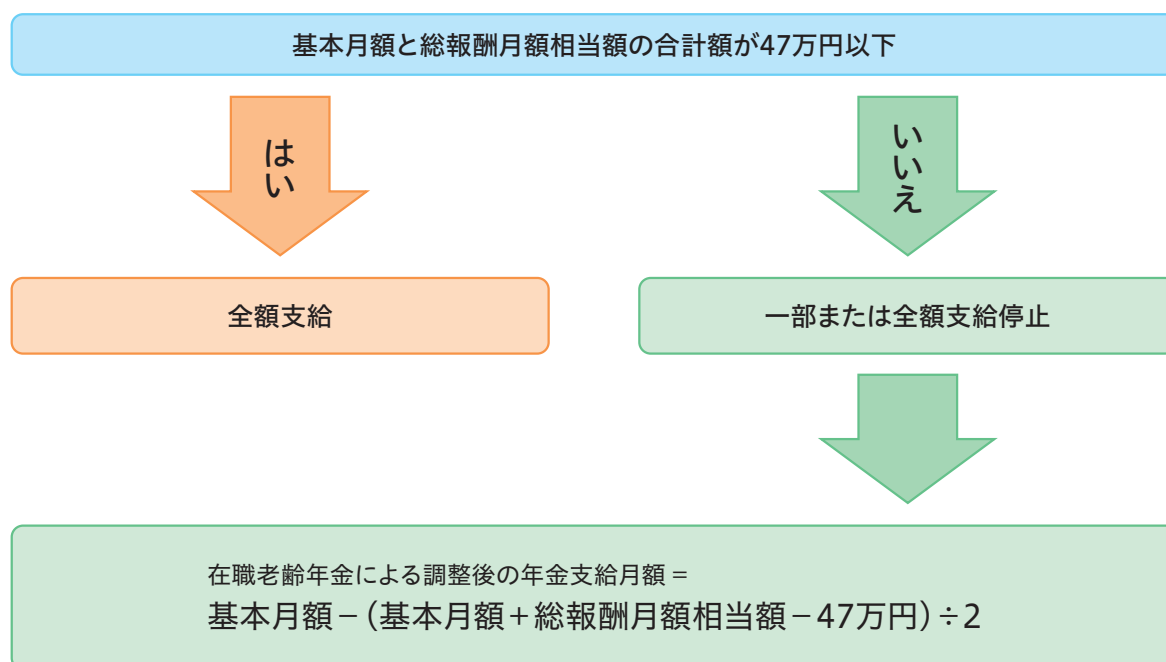 基本月額と総報酬月額相当額の合計額が47万円以下
はい
いいえ
全額支給
一部または全額支給停止
在職老齢年金による調整後の年金支給月額＝
基本月額－(基本月額＋総報酬月額相当額－47万円)÷2